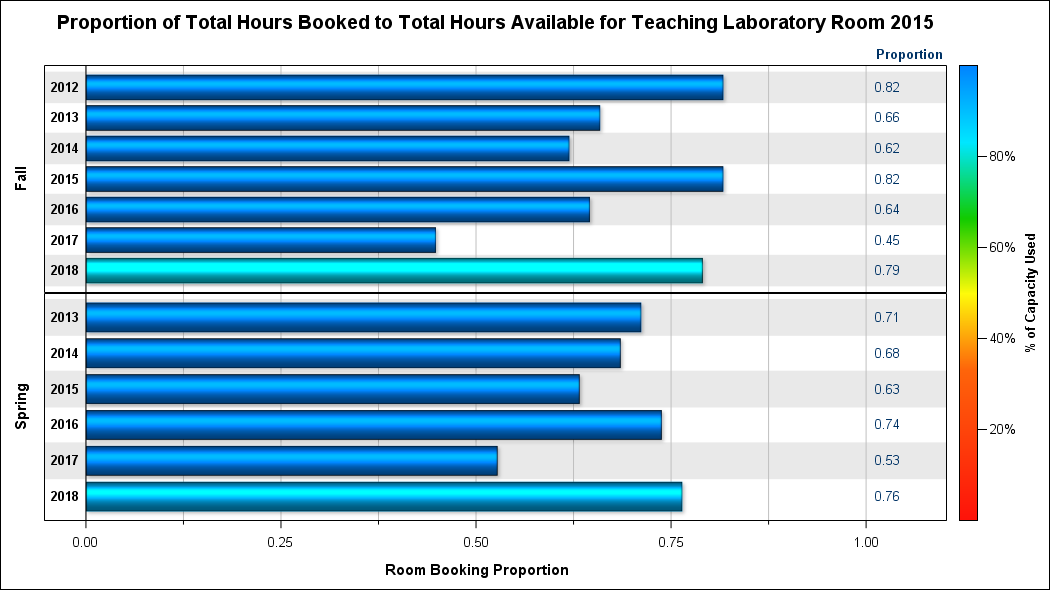 Proportion of Total Hours Booked to Total Hours Available for Teaching Laboratory Room 2015
Proportion
Fall
2012 0.82
2013 0.66
2014 0.62
2015 0.82
2016 0.64
2017 0.45
2018 0.79
Spring
2013 0.71
2014 0.68
2015 0.63
2016 0.74
2017 0.53
2018 0.76
0.00 0.25 0.50 0.75 1.00
Room Booking Proportion
80%
60%
40%
20%
% of Capacity Used